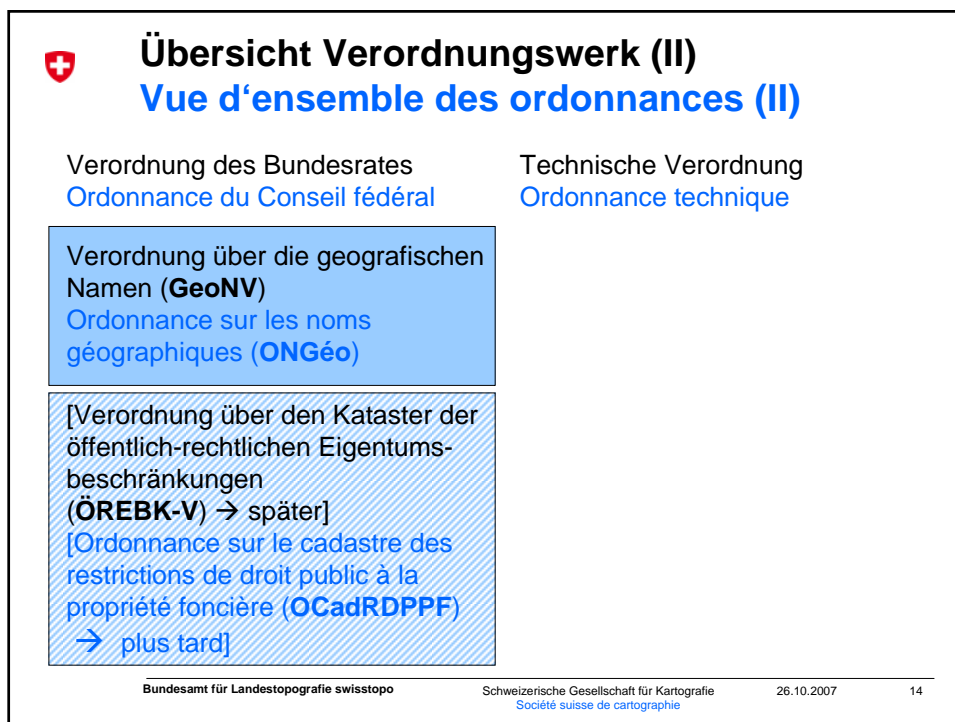 Übersicht Verordnungswerk (II)
Vue d‘ensemble des ordonnances (II)
Verordnung des Bundesrates
Ordonnance du Conseil fédéral
Technische Verordnung
Ordonnance technique
Verordnung über die geografischen
Namen (GeoNV)
Ordonnance sur les noms
géographiques (ONGéo)
[Verordnung über den Kataster der
öffentlich-rechtlichen Eigentums-
beschränkungen
(ÖREBK-V) → später]
[Ordonnance sur le cadastre des
restrictions de droit public à la
propriété foncière (OCadRDPPF)
→ plus tard]
Bundesamt für Landestopografie swisstopo
Schweizerische Gesellschaft für Kartografie
Société suisse de cartographie
26.10.2007
14